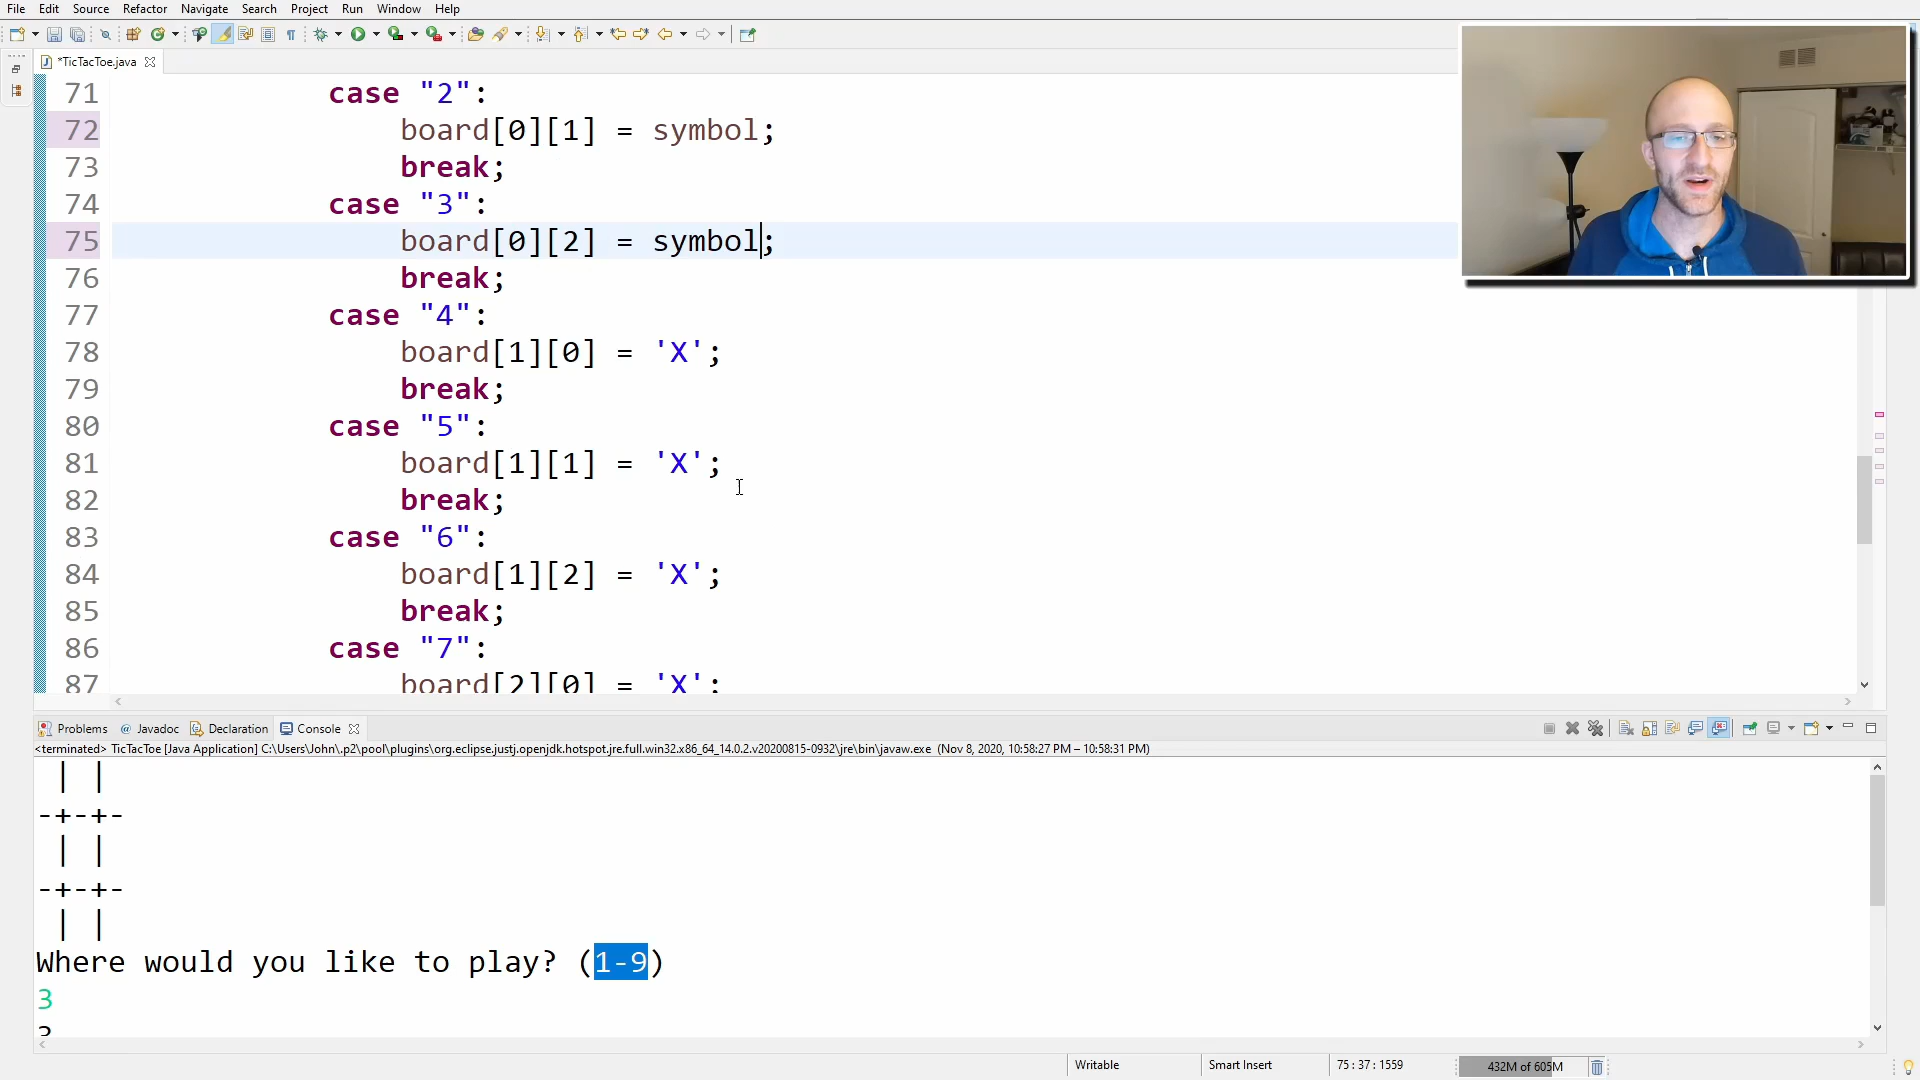 File Edit Source Refactor Navigate Search Project Run Window Help
*TicTacToe.java
71 case "2":
72 board[0][1] = symbol;
73 break;
74 case "3":
75 board[0][2] = symbol;
76 break;
77 case "4":
78 board[1][0] = 'X';
79 break;
80 case "5":
81 board[1][1] = 'X';
82 break;
83 case "6":
84 board[1][2] = 'X';
85 break;
86 case "7":
87 board[2][0] = 'X';
Problems Javadoc Declaration Console
<terminated> TicTacToe [Java Application] C:\Users\John\.p2\pool\plugins\org.eclipse.justj.openjdk.hotspot.jre.full.win32.x86_64_14.0.2.v20200815-0932\jre\bin\javaw.exe (Nov 8, 2020, 10:58:27 PM – 10:58:31 PM)
| |
-+-+-
| |
-+-+-
| |
Where would you like to play? (1-9)
3
3
Writable Smart Insert 75 : 37 : 1559 432M of 605M